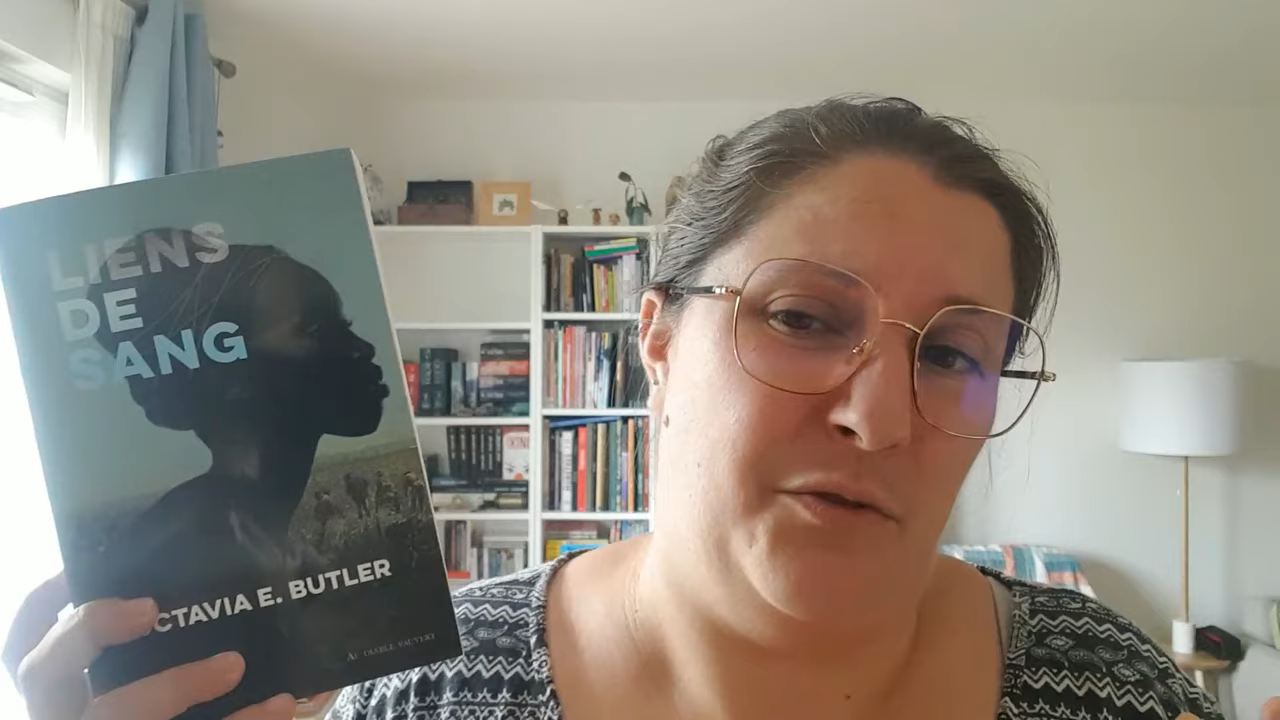 LIENS
DE
SANG
CTAVIA E. BUTLER
AU DIABLE VAUVERT